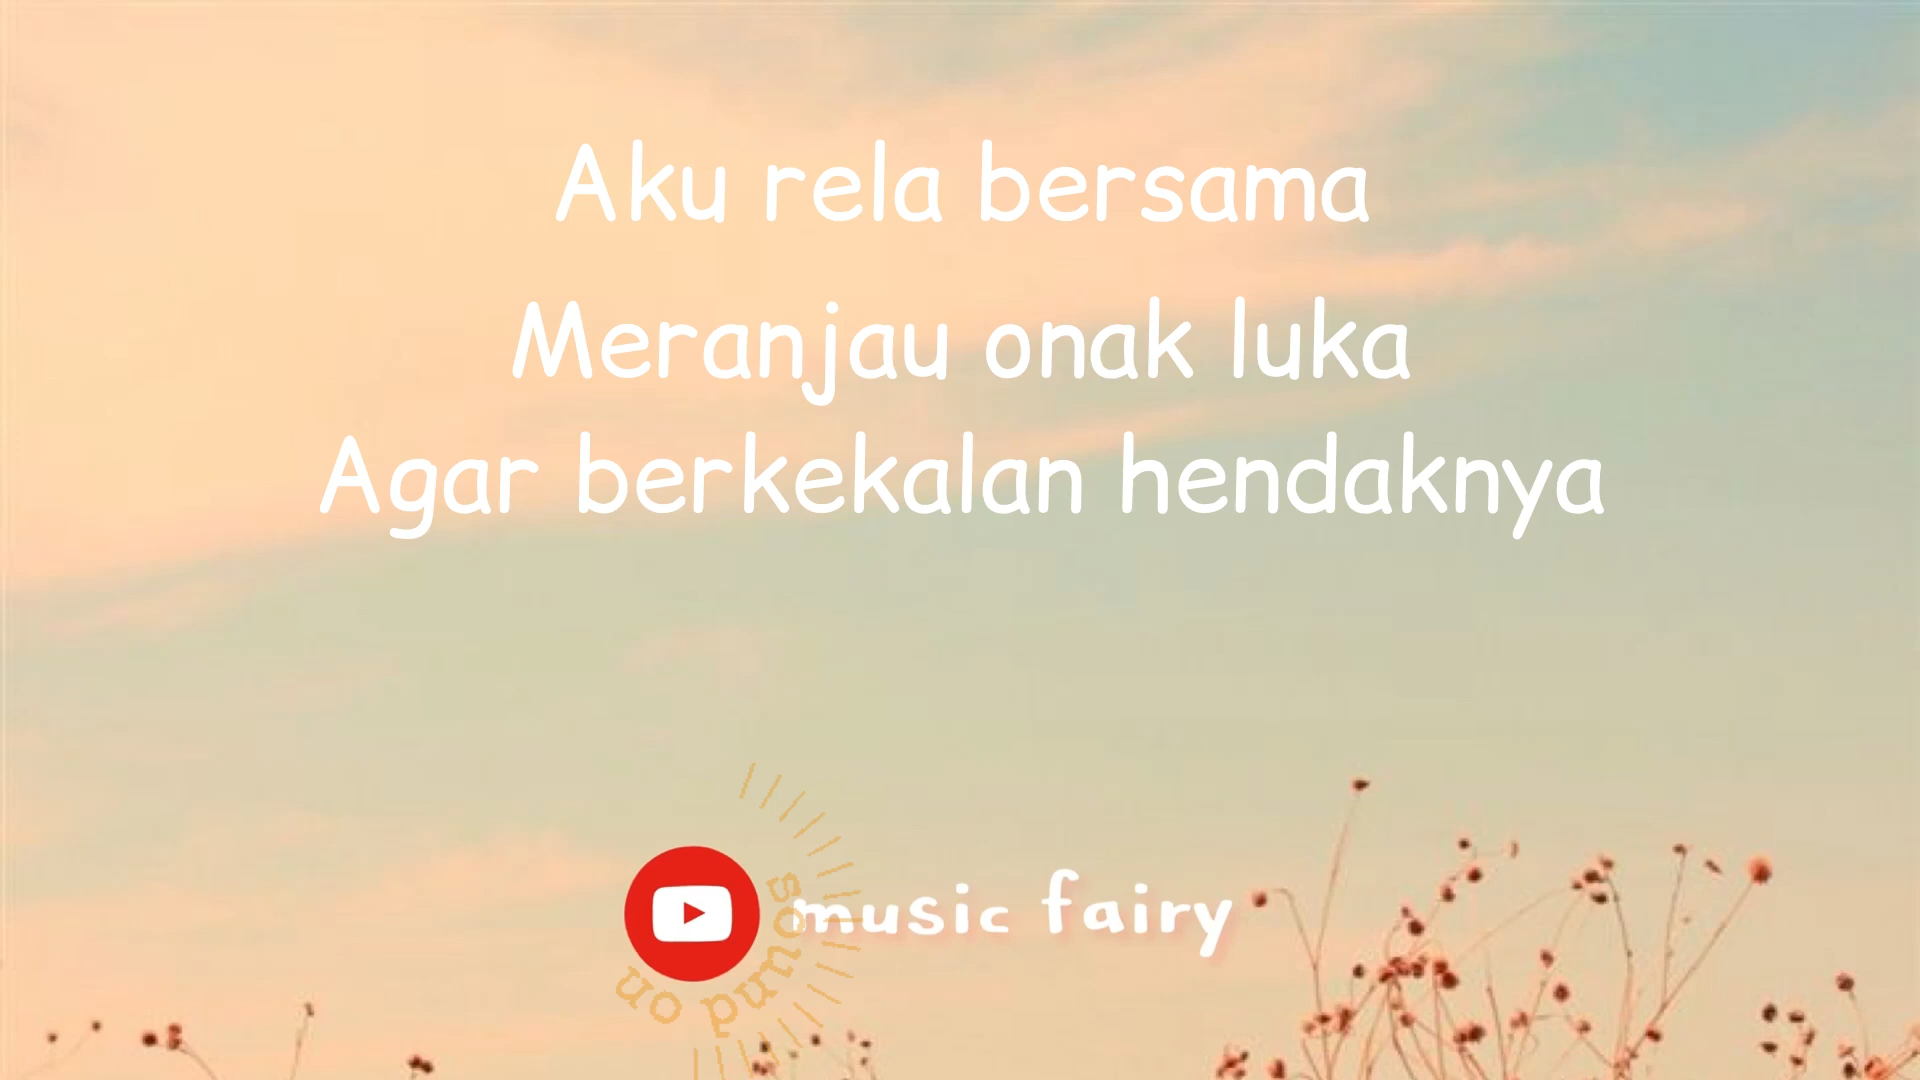 Aku rela bersama
Meranjau onak luka
Agar berkekalan hendaknya
music fairy
sound on